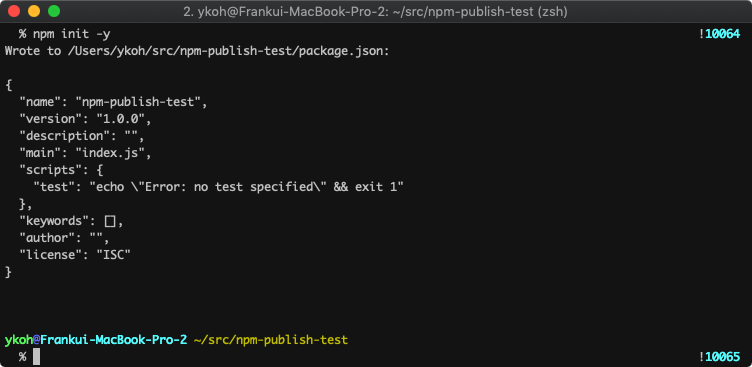 2. ykoh@Frankui-MacBook-Pro-2: ~/src/npm-publish-test (zsh)
% npm init -y !10064
Wrote to /Users/ykoh/src/npm-publish-test/package.json:
{
  "name": "npm-publish-test",
  "version": "1.0.0",
  "description": "",
  "main": "index.js",
  "scripts": {
    "test": "echo \"Error: no test specified\" && exit 1"
  },
  "keywords": [],
  "author": "",
  "license": "ISC"
}
ykoh@Frankui-MacBook-Pro-2 ~/src/npm-publish-test
% !10065